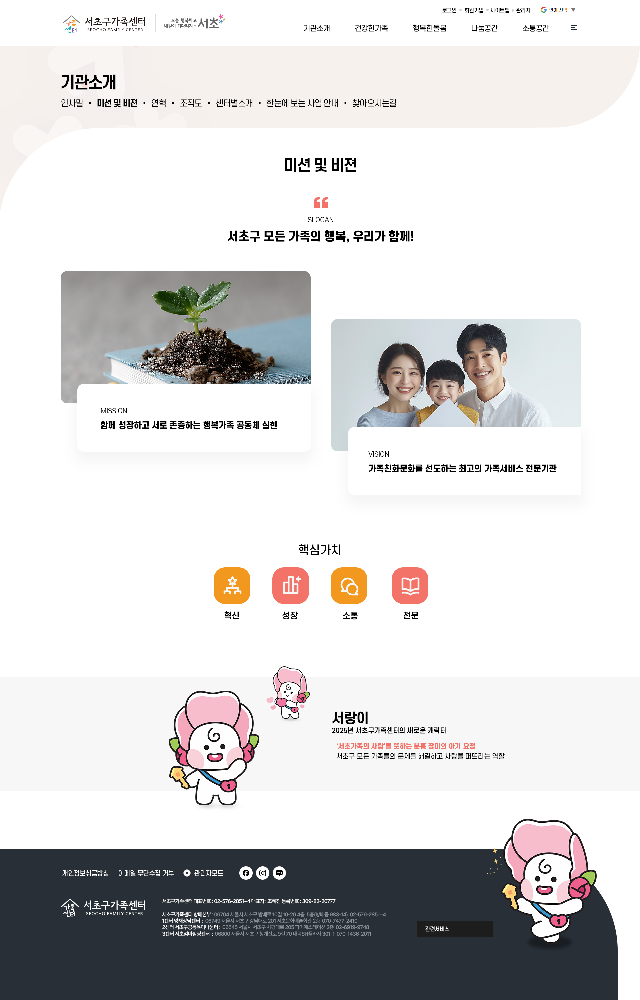 로그인 회원가입 사이트맵 관리자 언어 선택 ▼
가족센터 서초구가족센터
SEOCHO FAMILY CENTER
오늘 행복하고
내일이 기다려지는 서초
기관소개 건강한가족 행복한돌봄 나눔공간 소통공간
기관소개
인사말 ▪ 미션 및 비젼 ▪ 연혁 ▪ 조직도 ▪ 센터별소개 ▪ 한눈에 보는 사업 안내 ▪ 찾아오시는길
미션 및 비젼
SLOGAN
서초구 모든 가족의 행복, 우리가 함께!
MISSION
함께 성장하고 서로 존중하는 행복가족 공동체 실현
VISION
가족친화문화를 선도하는 최고의 가족서비스 전문기관
핵심가치
혁신 성장 소통 전문
서랑이
2025년 서초구가족센터의 새로운 캐릭터
‘서초가족의 사랑’을 뜻하는 분홍 장미의 아기 요정
서초구 모든 가족들의 문제를 해결하고 사랑을 퍼뜨리는 역할
개인정보취급방침 이메일 무단수집 거부 관리자모드 blog
가족센터 서초구가족센터
SEOCHO FAMILY CENTER
서초구가족센터 대표번호 : 02-576-2851~4 대표자 : 조혜진 등록번호 : 309-82-20777
서초구가족센터 방배본부 : 06704 서울시 서초구 방배로 10길 10-20 4층, 5층(방배동 983-14) 02-576-2851~4
1센터 양재상담센터 : 06749 서울시 서초구 강남대로 201 서초문화예술회관 2층 070-7477-2410
2센터 서초구공동육아나눔터 : 06545 서울시 서초구 사평대로 205 파미에스테이션 2층 02-6919-9748
3센터 서초엄마힐링센터 : 06800 서울시 서초구 청계산로 9길 70 내곡SH플라자 301-1 070-1436-2011
관련서비스 +